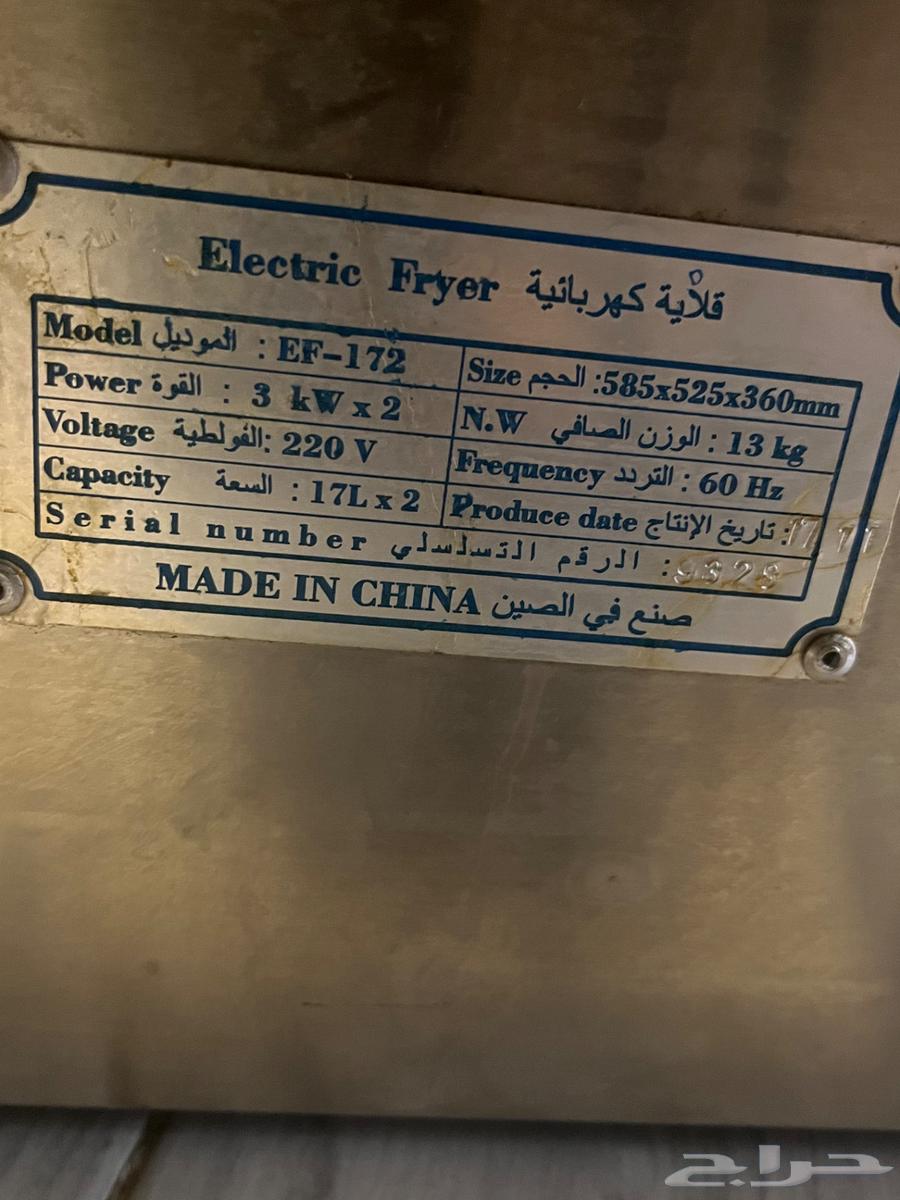 Electric Fryer قلاية كهربائية
Model الموديل : EF-172
Size الحجم :585x525x360mm
Power القوة : 3 kW x 2
N.W الوزن الصافي : 13 kg
Voltage الفولطية: 220 V
Frequency التردد : 60 Hz
Capacity السعة : 17L x 2
Produce date تاريخ الإنتاج :
Serial number الرقم التسلسلي :
MADE IN CHINA صنع في الصين
حراج